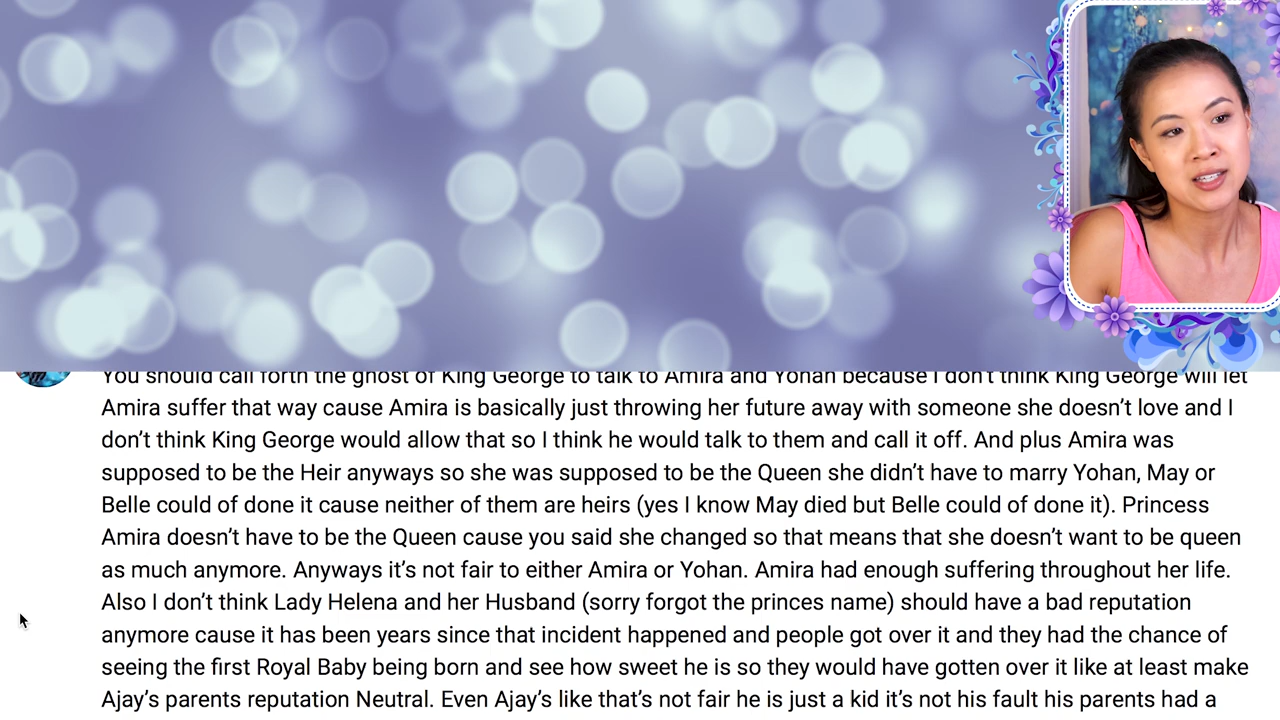 You should call forth the ghost of King George to talk to Amira and Yohan because I don’t think King George will let
Amira suffer that way cause Amira is basically just throwing her future away with someone she doesn’t love and I
don’t think King George would allow that so I think he would talk to them and call it off. And plus Amira was
supposed to be the Heir anyways so she was supposed to be the Queen she didn’t have to marry Yohan, May or
Belle could of done it cause neither of them are heirs (yes I know May died but Belle could of done it). Princess
Amira doesn’t have to be the Queen cause you said she changed so that means that she doesn’t want to be queen
as much anymore. Anyways it’s not fair to either Amira or Yohan. Amira had enough suffering throughout her life.
Also I don’t think Lady Helena and her Husband (sorry forgot the princes name) should have a bad reputation
anymore cause it has been years since that incident happened and people got over it and they had the chance of
seeing the first Royal Baby being born and see how sweet he is so they would have gotten over it like at least make
Ajay’s parents reputation Neutral. Even Ajay’s like that’s not fair he is just a kid it’s not his fault his parents had a